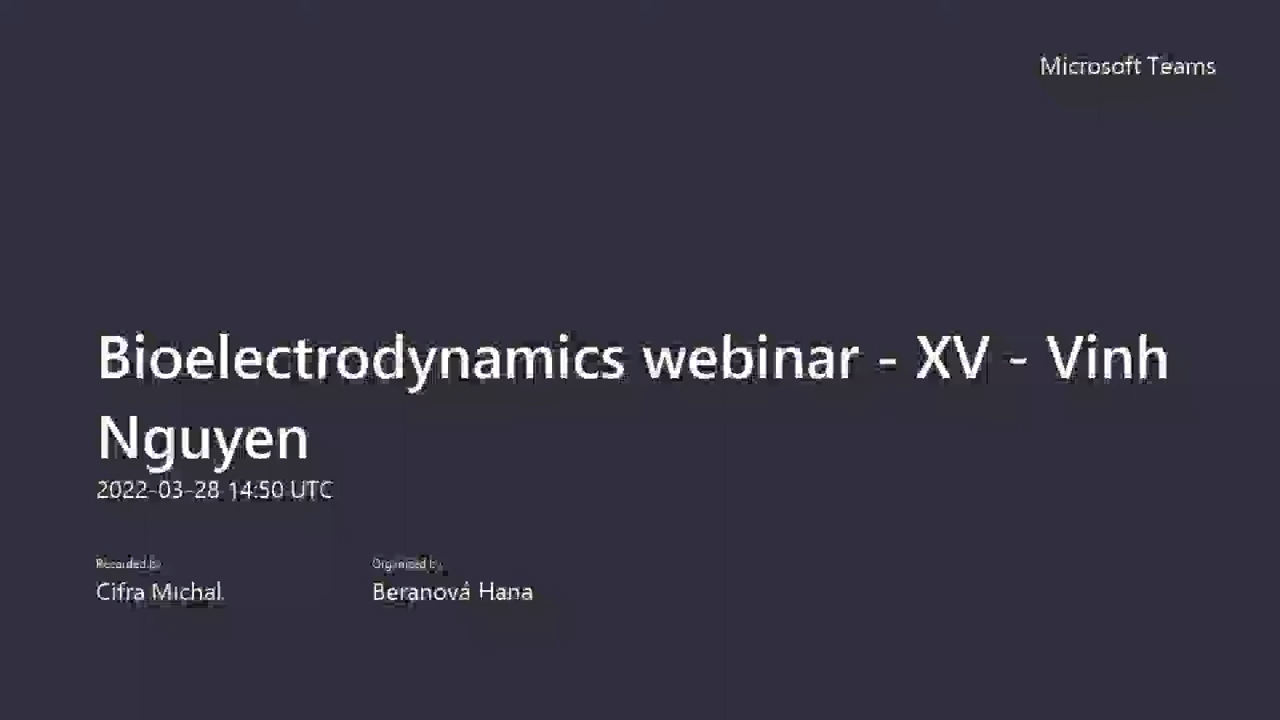 Microsoft Teams
Bioelectrodynamics webinar - XV - Vinh
Nguyen
2022-03-28 14:50 UTC
Recorded by
Organized by
Cifra Michal
Beranová Hana